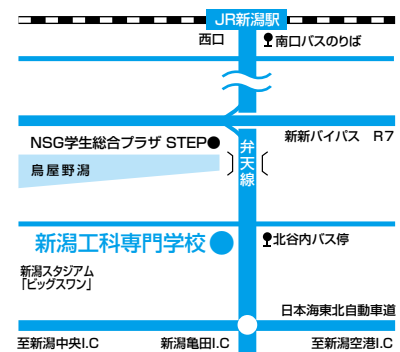 JR新潟駅
西口
南口バスのりば
新新バイパス R7
NSG学生総合プラザ STEP
弁天線
鳥屋野潟
新潟工科専門学校
北谷内バス停
新潟スタジアム
「ビッグスワン」
日本海東北自動車道
至新潟中央I.C
新潟亀田I.C
至新潟空港I.C